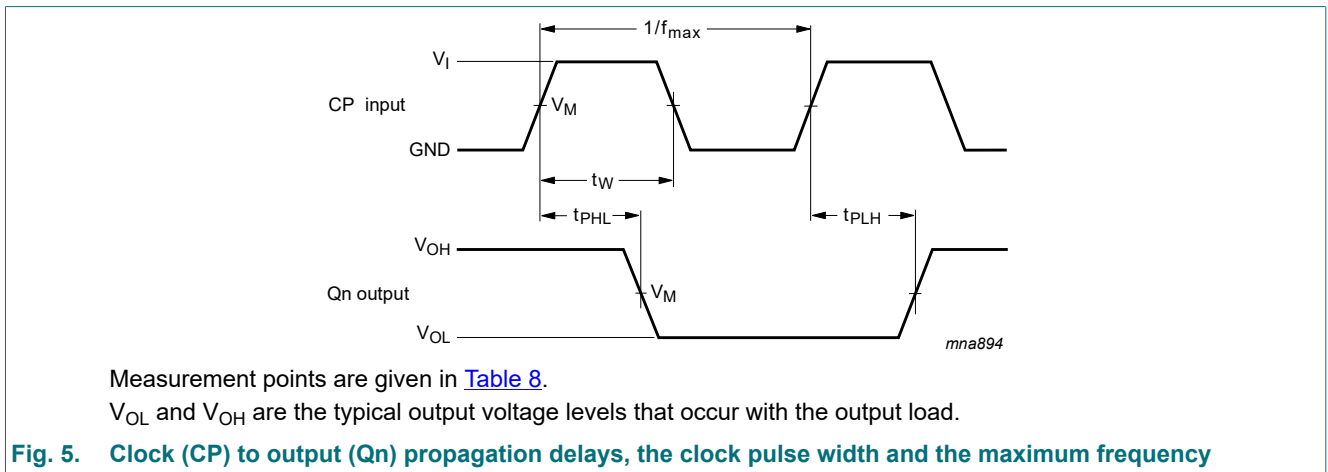 1/fmax
VI
CP input
VM
GND
tW
tPHL
tPLH
VOH
Qn output
VM
VOL
mna894
Measurement points are given in Table 8.
VOL and VOH are the typical output voltage levels that occur with the output load.
Fig. 5. Clock (CP) to output (Qn) propagation delays, the clock pulse width and the maximum frequency